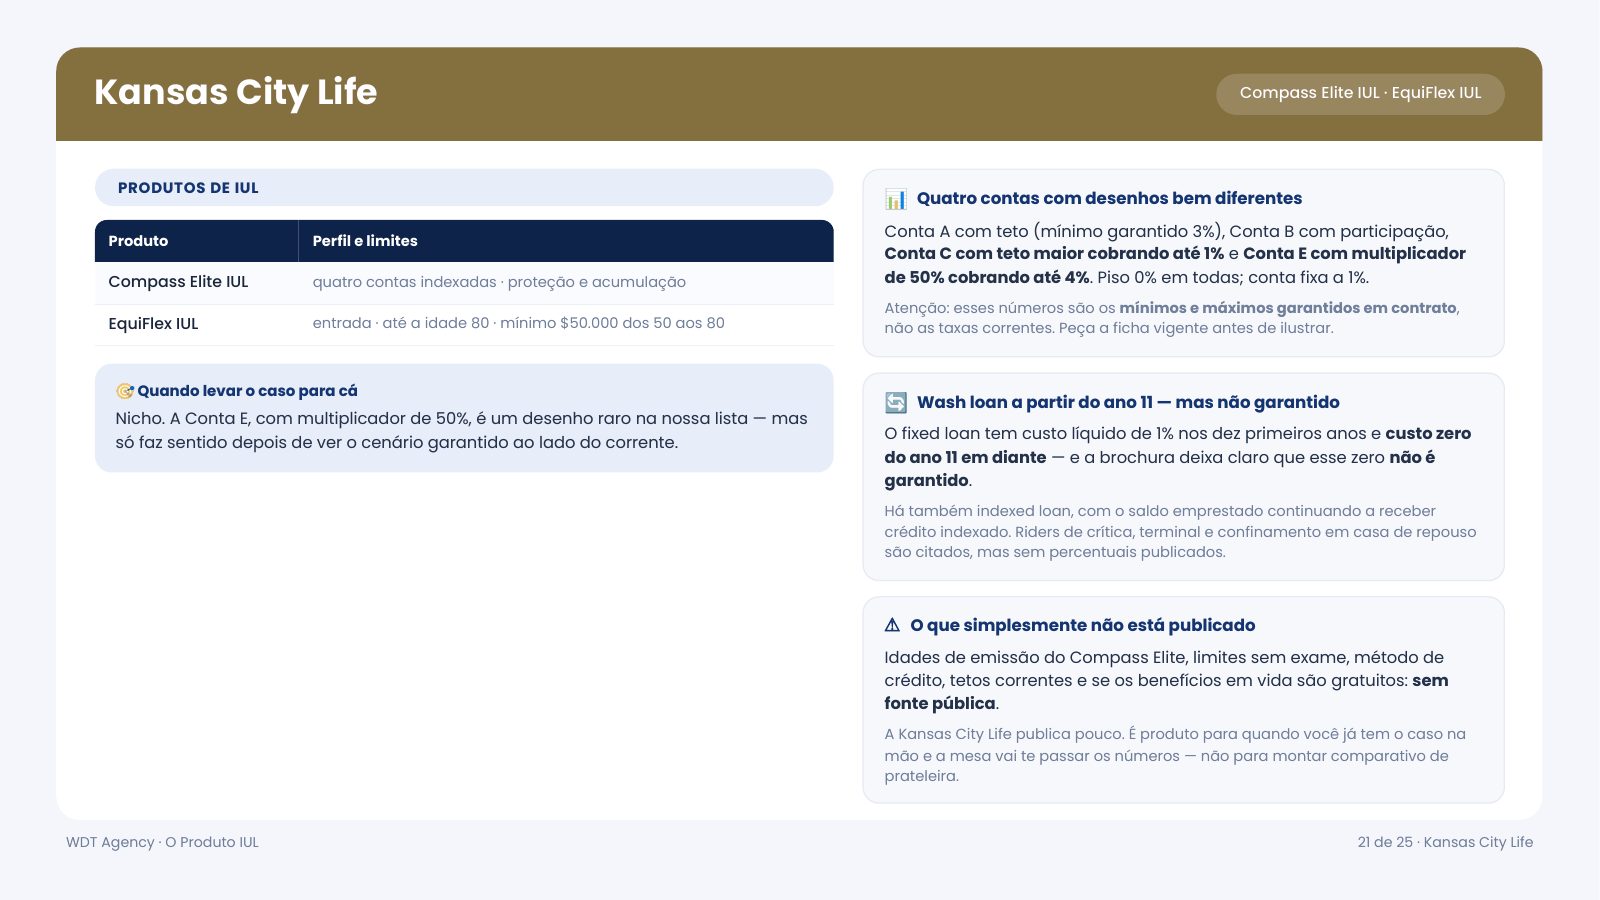 Kansas City Life
Compass Elite IUL · EquiFlex IUL
PRODUTOS DE IUL
Produto
Perfil e limites
Compass Elite IUL
quatro contas indexadas · proteção e acumulação
EquiFlex IUL
entrada · até a idade 80 · mínimo $50.000 dos 50 aos 80
Quando levar o caso para cá
Nicho. A Conta E, com multiplicador de 50%, é um desenho raro na nossa lista — mas
só faz sentido depois de ver o cenário garantido ao lado do corrente.
Quatro contas com desenhos bem diferentes
Conta A com teto (mínimo garantido 3%), Conta B com participação,
Conta C com teto maior cobrando até 1% e Conta E com multiplicador
de 50% cobrando até 4%. Piso 0% em todas; conta fixa a 1%.
Atenção: esses números são os mínimos e máximos garantidos em contrato,
não as taxas correntes. Peça a ficha vigente antes de ilustrar.
Wash loan a partir do ano 11 — mas não garantido
O fixed loan tem custo líquido de 1% nos dez primeiros anos e custo zero
do ano 11 em diante — e a brochura deixa claro que esse zero não é
garantido.
Há também indexed loan, com o saldo emprestado continuando a receber
crédito indexado. Riders de crítica, terminal e confinamento em casa de repouso
são citados, mas sem percentuais publicados.
O que simplesmente não está publicado
Idades de emissão do Compass Elite, limites sem exame, método de
crédito, tetos correntes e se os benefícios em vida são gratuitos: sem
fonte pública.
A Kansas City Life publica pouco. É produto para quando você já tem o caso na
mão e a mesa vai te passar os números — não para montar comparativo de
prateleira.
WDT Agency · O Produto IUL
21 de 25 · Kansas City Life